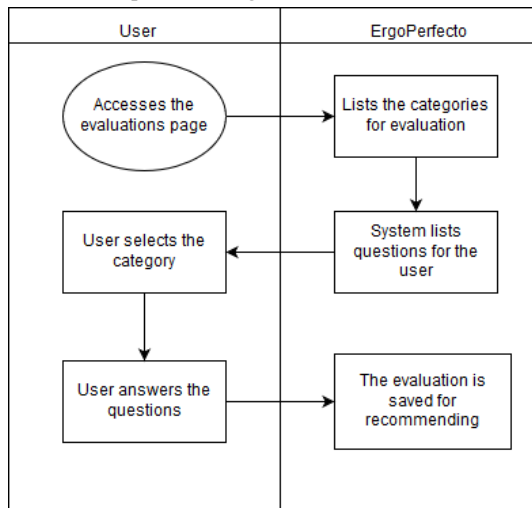 User
ErgoPerfecto
Accesses the
evaluations page
Lists the categories
for evaluation
System lists
questions for the
user
User selects the
category
User answers the
questions
The evaluation is
saved for
recommending